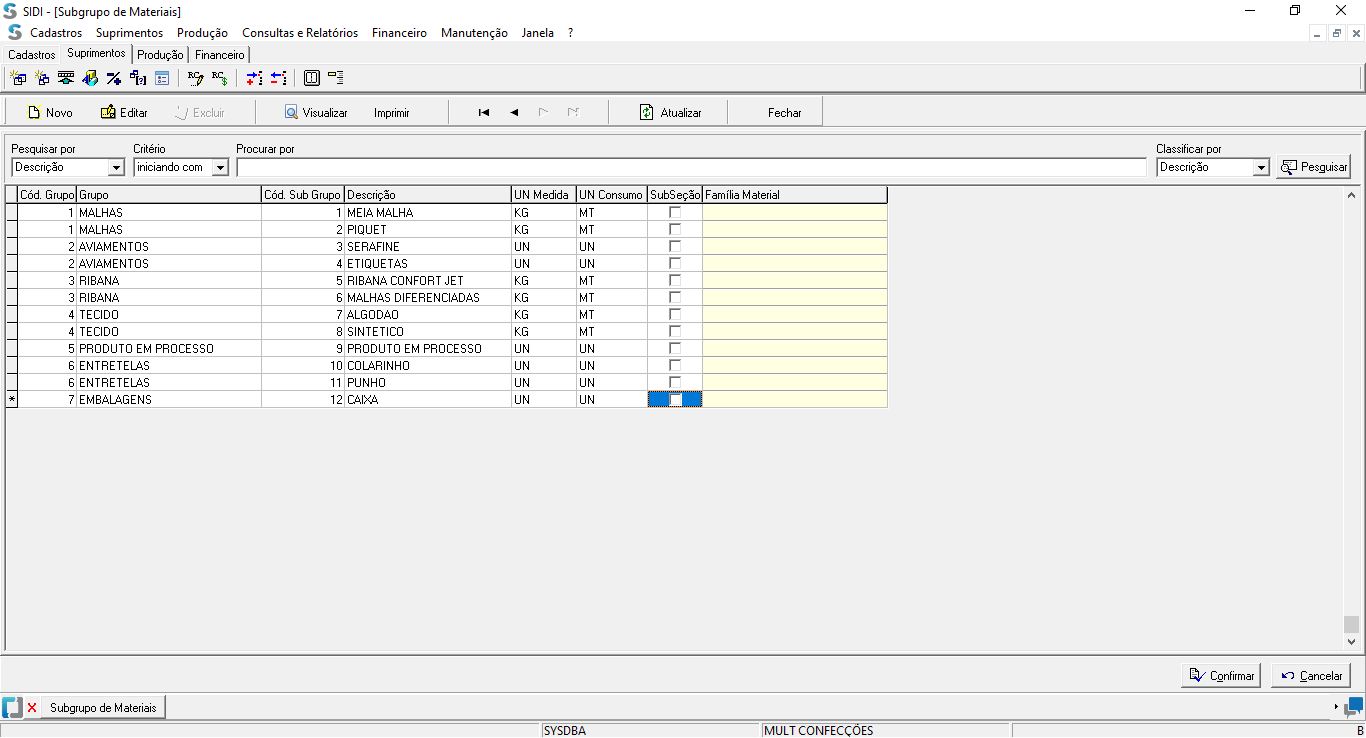 SIDI - [Subgrupo de Materiais]
Cadastros Suprimentos Produção Consultas e Relatórios Financeiro Manutenção Janela ?
Cadastros Suprimentos Produção Financeiro
Novo Editar Excluir Visualizar Imprimir Atualizar Fechar
Pesquisar por Critério Procurar por Classificar por
Descrição iniciando com Descrição Pesquisar
Cód. Grupo Grupo Cód. Sub Grupo Descrição UN Medida UN Consumo SubSeção Família Material
1 MALHAS 1 MEIA MALHA KG MT
1 MALHAS 2 PIQUET KG MT
2 AVIAMENTOS 3 SERAFINE UN UN
2 AVIAMENTOS 4 ETIQUETAS UN UN
3 RIBANA 5 RIBANA CONFORT JET KG MT
3 RIBANA 6 MALHAS DIFERENCIADAS KG MT
4 TECIDO 7 ALGODAO KG MT
4 TECIDO 8 SINTETICO KG MT
5 PRODUTO EM PROCESSO 9 PRODUTO EM PROCESSO UN UN
6 ENTRETELAS 10 COLARINHO UN UN
6 ENTRETELAS 11 PUNHO UN UN
* 7 EMBALAGENS 12 CAIXA UN UN
Confirmar Cancelar
Subgrupo de Materiais
SYSDBA MULT CONFECÇÕES B